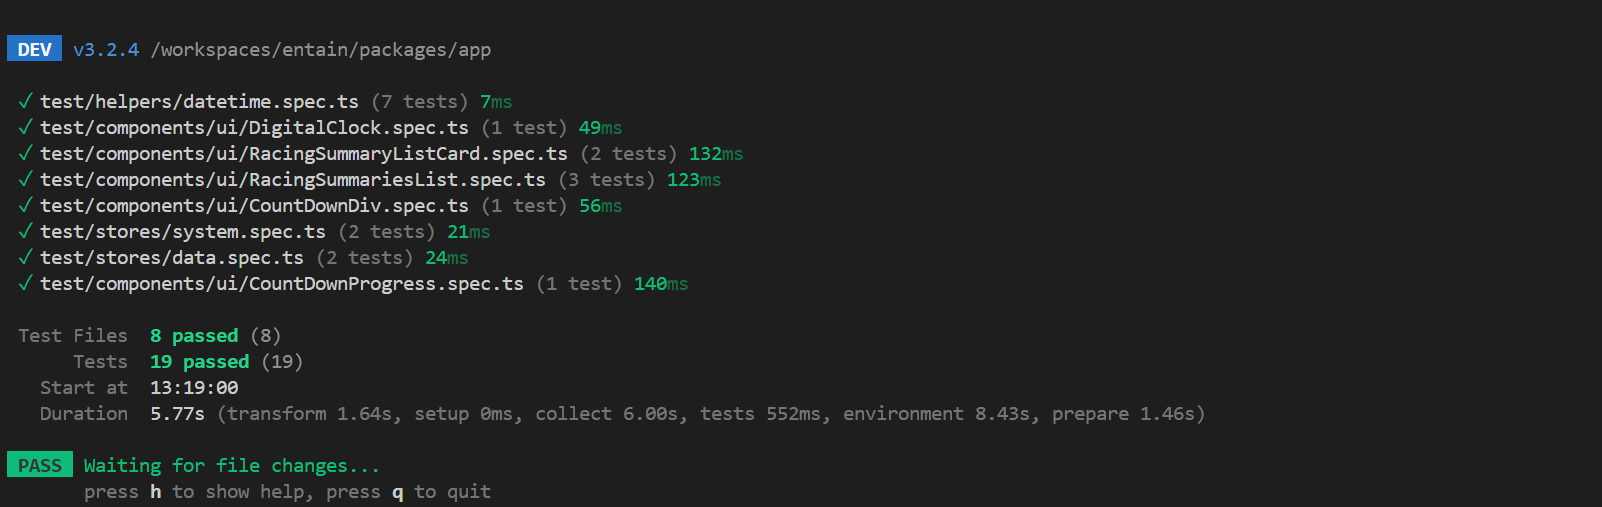 DEV v3.2.4 /workspaces/entain/packages/app
✓ test/helpers/datetime.spec.ts (7 tests) 7ms
✓ test/components/ui/DigitalClock.spec.ts (1 test) 49ms
✓ test/components/ui/RacingSummaryListCard.spec.ts (2 tests) 132ms
✓ test/components/ui/RacingSummariesList.spec.ts (3 tests) 123ms
✓ test/components/ui/CountDownDiv.spec.ts (1 test) 56ms
✓ test/stores/system.spec.ts (2 tests) 21ms
✓ test/stores/data.spec.ts (2 tests) 24ms
✓ test/components/ui/CountDownProgress.spec.ts (1 test) 140ms
Test Files 8 passed (8)
Tests 19 passed (19)
Start at 13:19:00
Duration 5.77s (transform 1.64s, setup 0ms, collect 6.00s, tests 552ms, environment 8.43s, prepare 1.46s)
PASS Waiting for file changes...
press h to show help, press q to quit